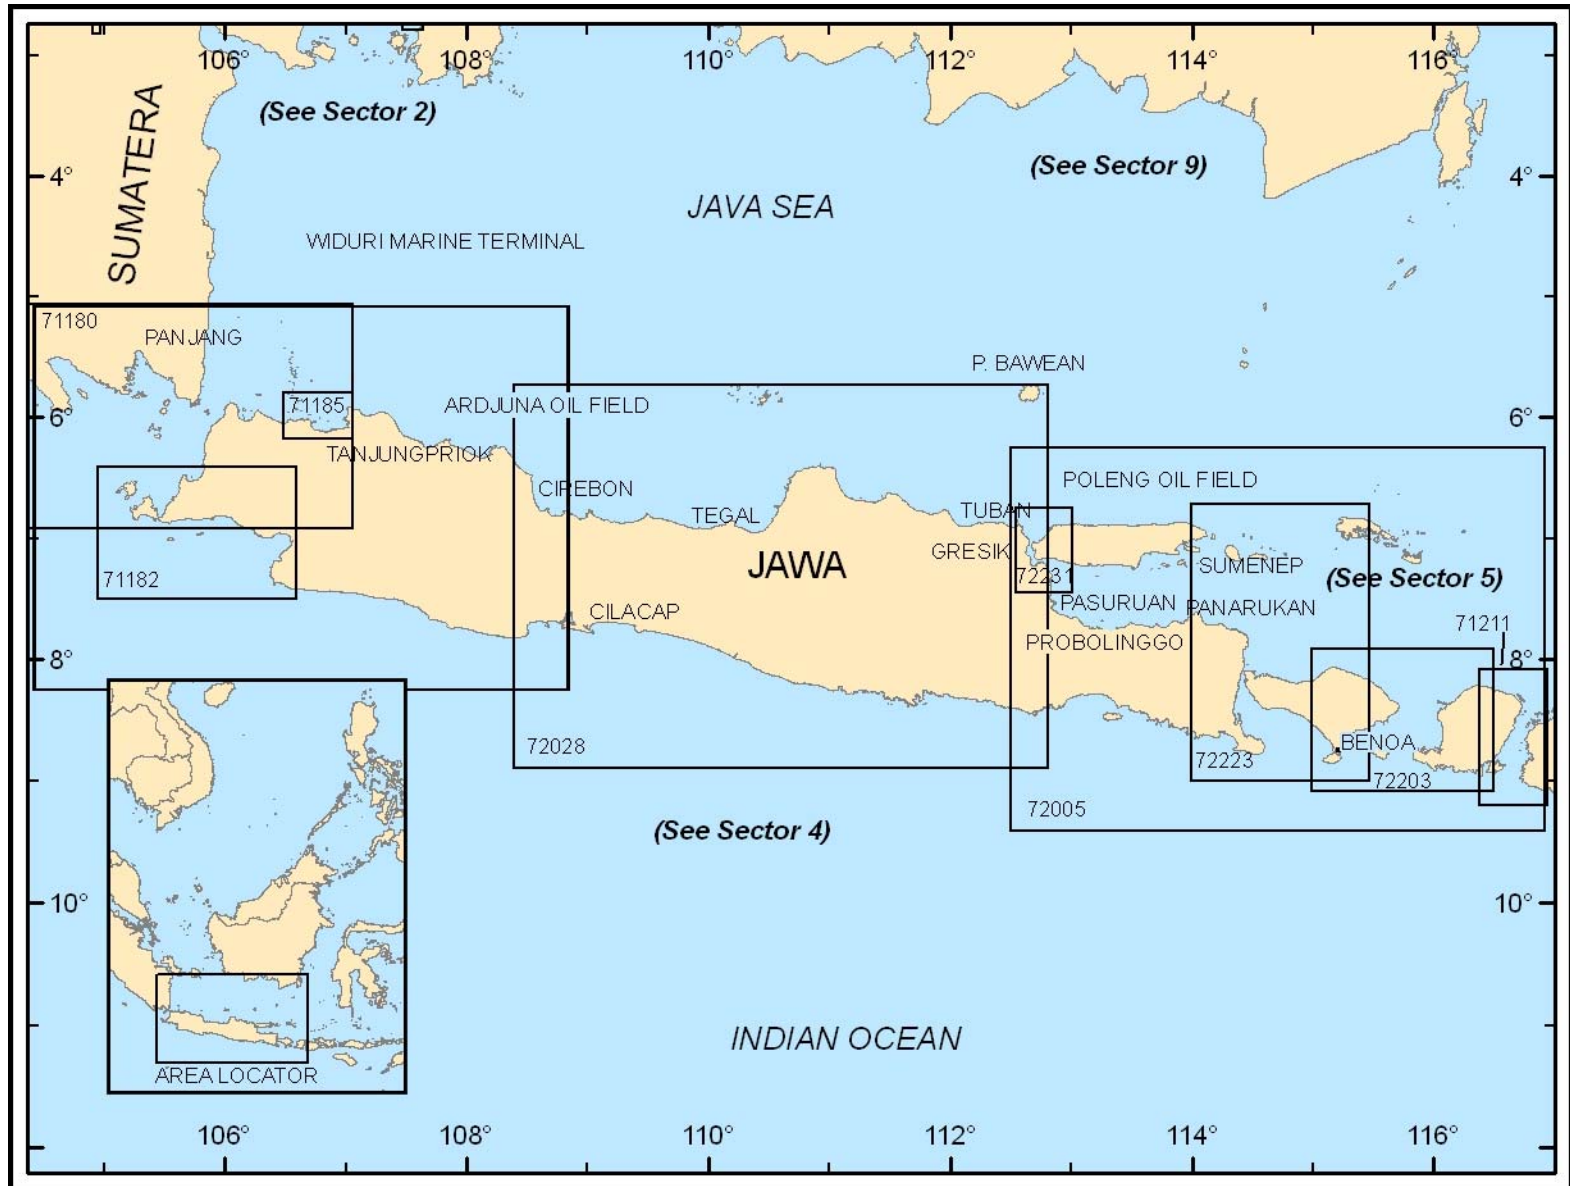 106° 108° 110° 112° 114° 116°
(See Sector 2)
SUMATERA
(See Sector 9)
4° 4°
JAVA SEA
WIDURI MARINE TERMINAL
71180
PANJANG
P. BAWEAN
71185
ARDJUNA OIL FIELD
6° 6°
TANJUNGPRIOK
POLENG OIL FIELD
CIREBON
TEGAL
TUBAN
GRESIK
JAWA
SUMENEP
71182
72231
(See Sector 5)
CILACAP
PASURUAN
PANARUKAN
71211
PROBOLINGGO
8° 8°
BENOA
72028
72223
72203
72005
(See Sector 4)
10° 10°
INDIAN OCEAN
AREA LOCATOR
106° 108° 110° 112° 114° 116°